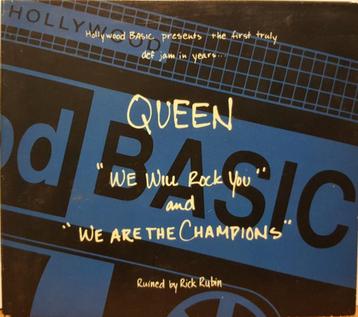 HOLLYWOOD
Hollywood BASIC presents the first truly
def jam in years...
QUEEN
od BASIC
"WE WILL ROCK YOU"
and
"WE ARE THE CHAMPIONS"
Ruined by Rick Rubin